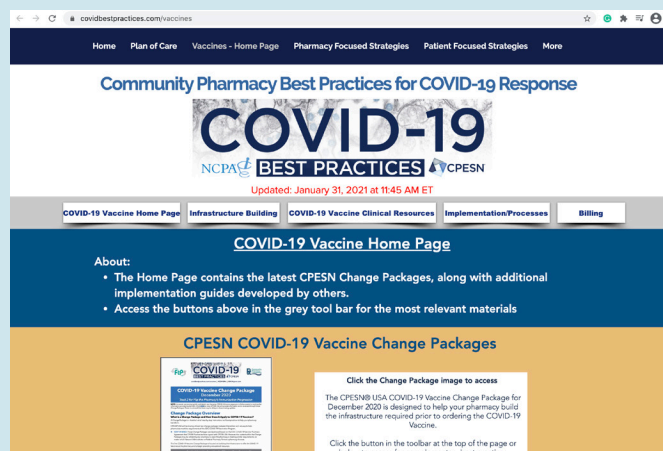 covidbestpractices.com/vaccines
Home Plan of Care Vaccines - Home Page Pharmacy Focused Strategies Patient Focused Strategies More
Community Pharmacy Best Practices for COVID-19 Response
COVID-19
NCPA BEST PRACTICES CPESN
Updated: January 31, 2021 at 11:45 AM ET
COVID-19 Vaccine Home Page Infrastructure Building COVID-19 Vaccine Clinical Resources Implementation/Processes Billing
COVID-19 Vaccine Home Page
About:
• The Home Page contains the latest CPESN Change Packages, along with additional
implementation guides developed by others.
• Access the buttons above in the grey tool bar for the most relevant materials
CPESN COVID-19 Vaccine Change Packages
COVID-19
BEST PRACTICES
COVID-19 Vaccine Change Package
December 2020
Change Package Overview
Click the Change Package image to access
The CPESN® USA COVID-19 Vaccine Change Package for
December 2020 is designed to help your pharmacy build
the infrastructure required prior to ordering the COVID-19
Vaccine.
Click the button in the toolbar at the top of the page or